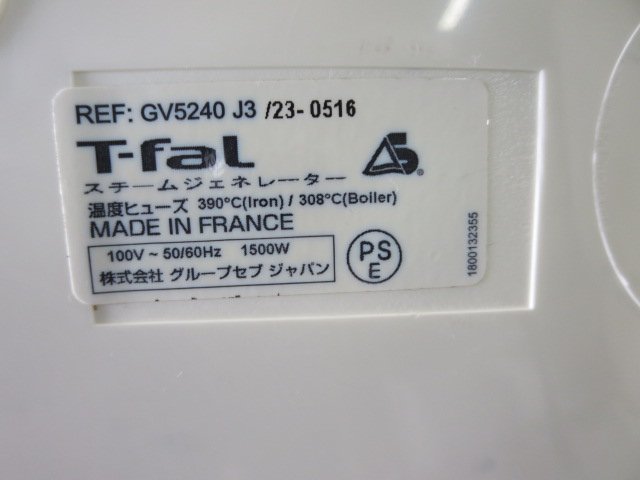 REF: GV5240 J3 /23- 0516
T-faL
スチームジェネレーター
温度ヒューズ 390°C(Iron) / 308°C(Boiler)
MADE IN FRANCE
100V ~ 50/60Hz 1500W
株式会社 グループセブ ジャパン
PS
E
1800132355